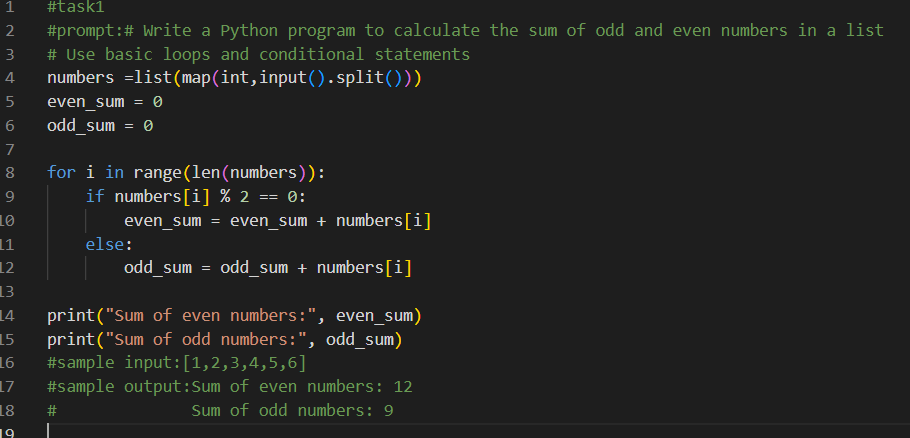 1 #task1
2 #prompt:# Write a Python program to calculate the sum of odd and even numbers in a list
3 # Use basic loops and conditional statements
4 numbers =list(map(int,input().split()))
5 even_sum = 0
6 odd_sum = 0
7
8 for i in range(len(numbers)):
9     if numbers[i] % 2 == 0:
10         even_sum = even_sum + numbers[i]
11     else:
12         odd_sum = odd_sum + numbers[i]
13
14 print("Sum of even numbers:", even_sum)
15 print("Sum of odd numbers:", odd_sum)
16 #sample input:[1,2,3,4,5,6]
17 #sample output:Sum of even numbers: 12
18 #              Sum of odd numbers: 9
19